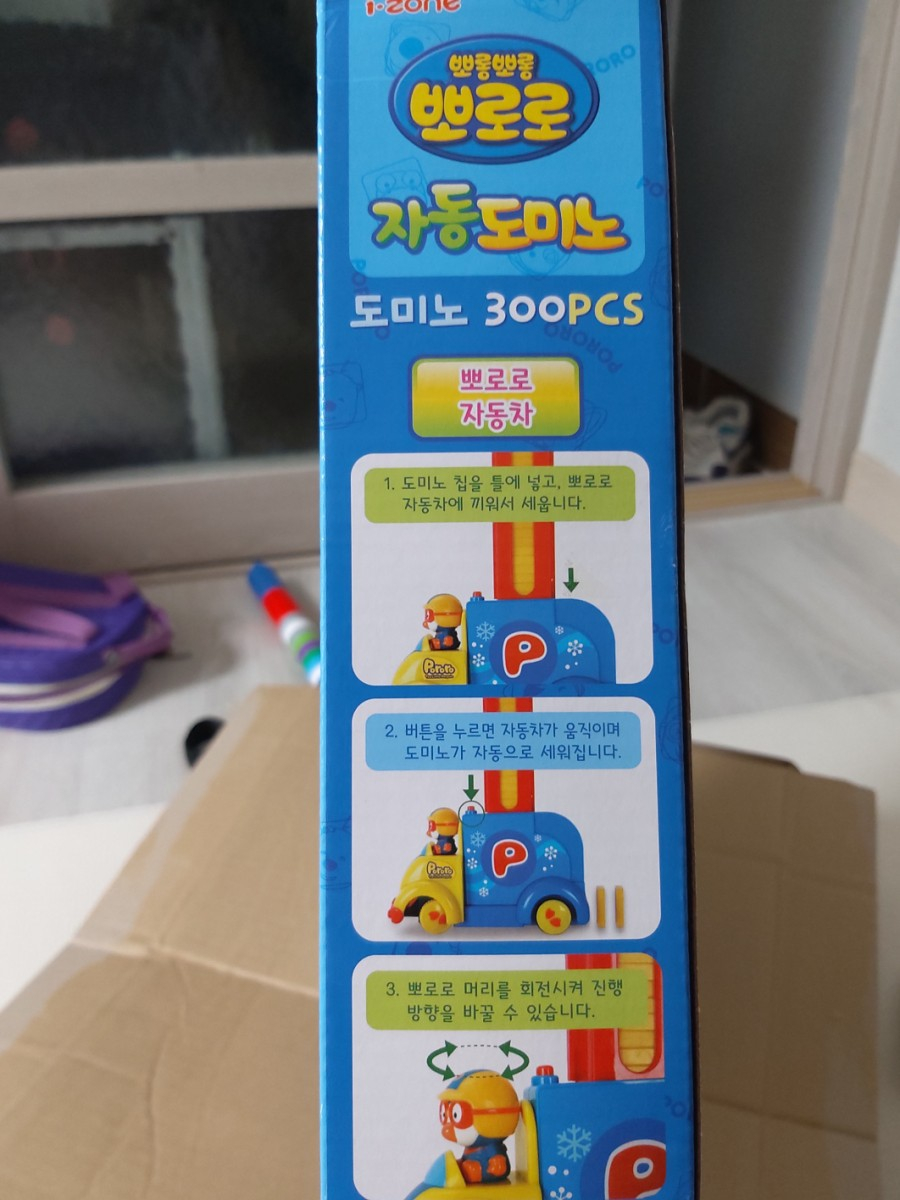 i-zone
뽀롱뽀롱
뽀로로
자동도미노
도미노 300PCS
뽀로로
자동차
1. 도미노 칩을 틀에 넣고, 뽀로로
자동차에 끼워서 세웁니다.
P
Pororo
2. 버튼을 누르면 자동차가 움직이며
도미노가 자동으로 세워집니다.
P
Pororo
3. 뽀로로 머리를 회전시켜 진행
방향을 바꿀 수 있습니다.
P
PORORO
PORORO